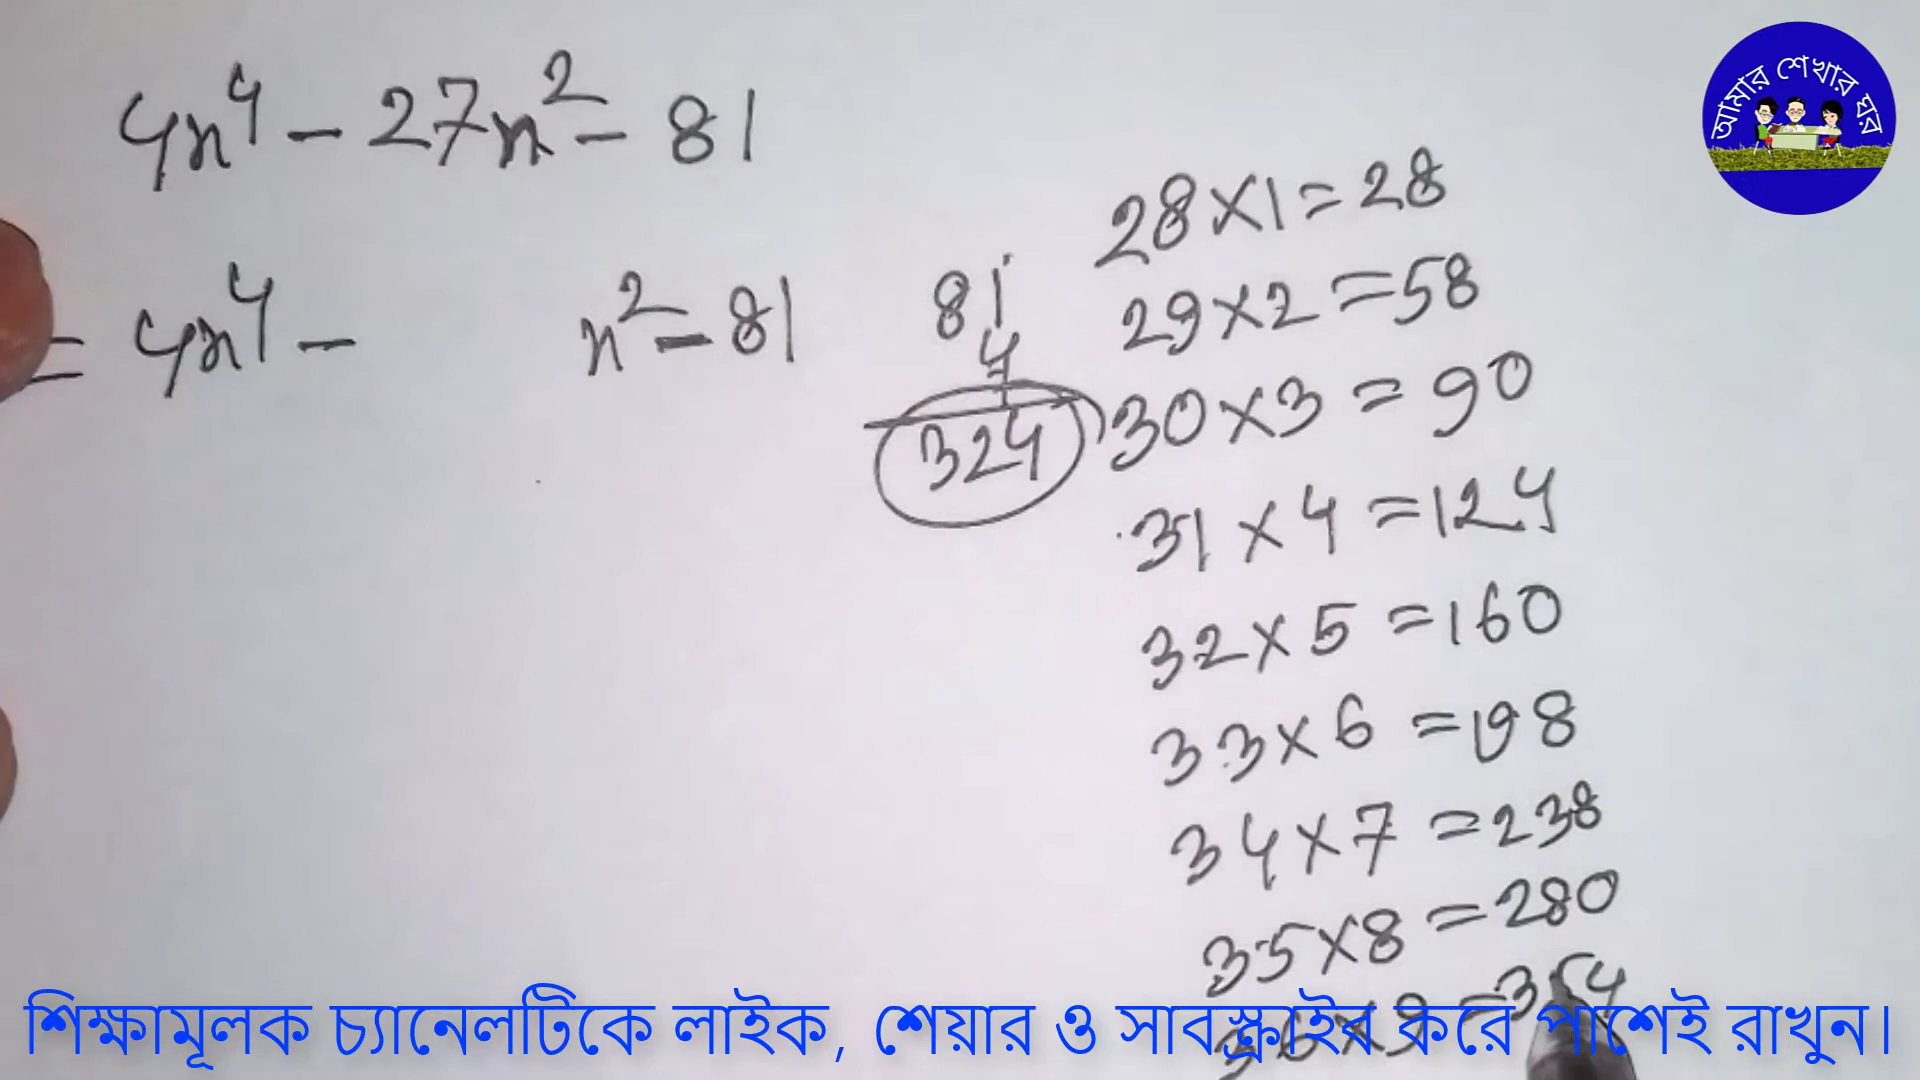 4x⁴ - 27x² - 81
= 4x⁴ - x² - 81
81
4
324
28×1=28
29×2=58
30×3=90
31×4=124
32×5=160
33×6=198
34×7=238
35×8=280
আমার শেখার ঘর
শিক্ষামূলক চ্যানেলটিকে লাইক, শেয়ার ও সাবস্ক্রাইব করে পাশেই রাখুন।